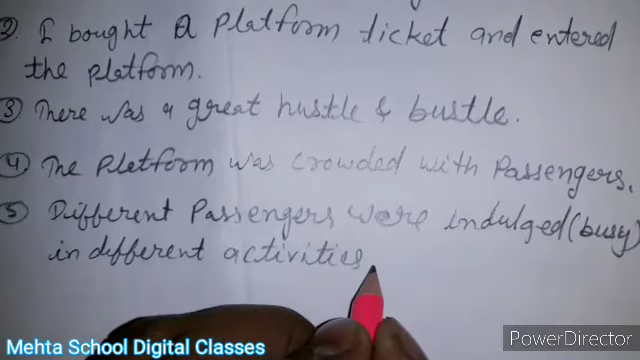 ② I bought a Platform ticket and entered
the platform.
③ There was a great hustle & bustle.
④ The Platform was crowded with Passengers.
⑤ Different Passengers were indulged (busy)
in different activities
Mehta School Digital Classes
PowerDirector